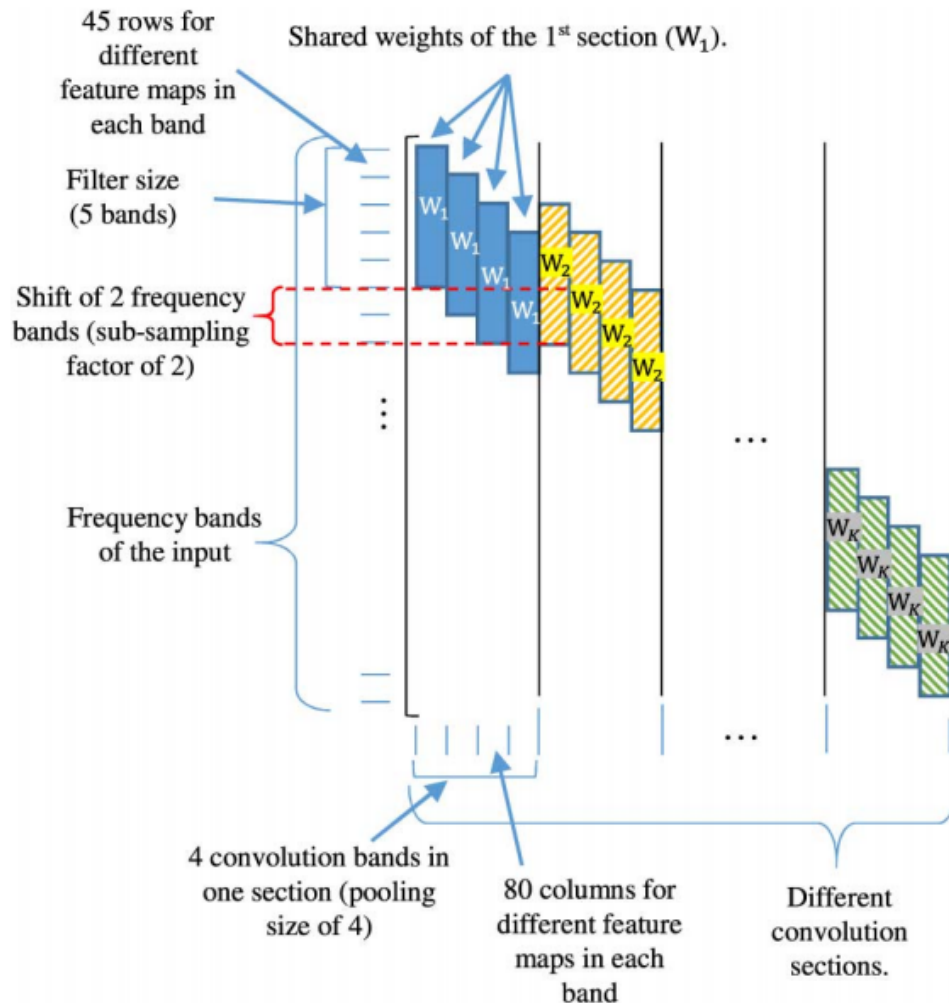 45 rows for
different
feature maps in
each band
Shared weights of the 1st section (W1).
Filter size
(5 bands)
Shift of 2 frequency
bands (sub-sampling
factor of 2)
W1
W1
W1
W1
W2
W2
W2
W2
⋮
...
Frequency bands
of the input
WK
WK
WK
WK
...
4 convolution bands in
one section (pooling
size of 4)
80 columns for
different feature
maps in each
band
Different
convolution
sections.